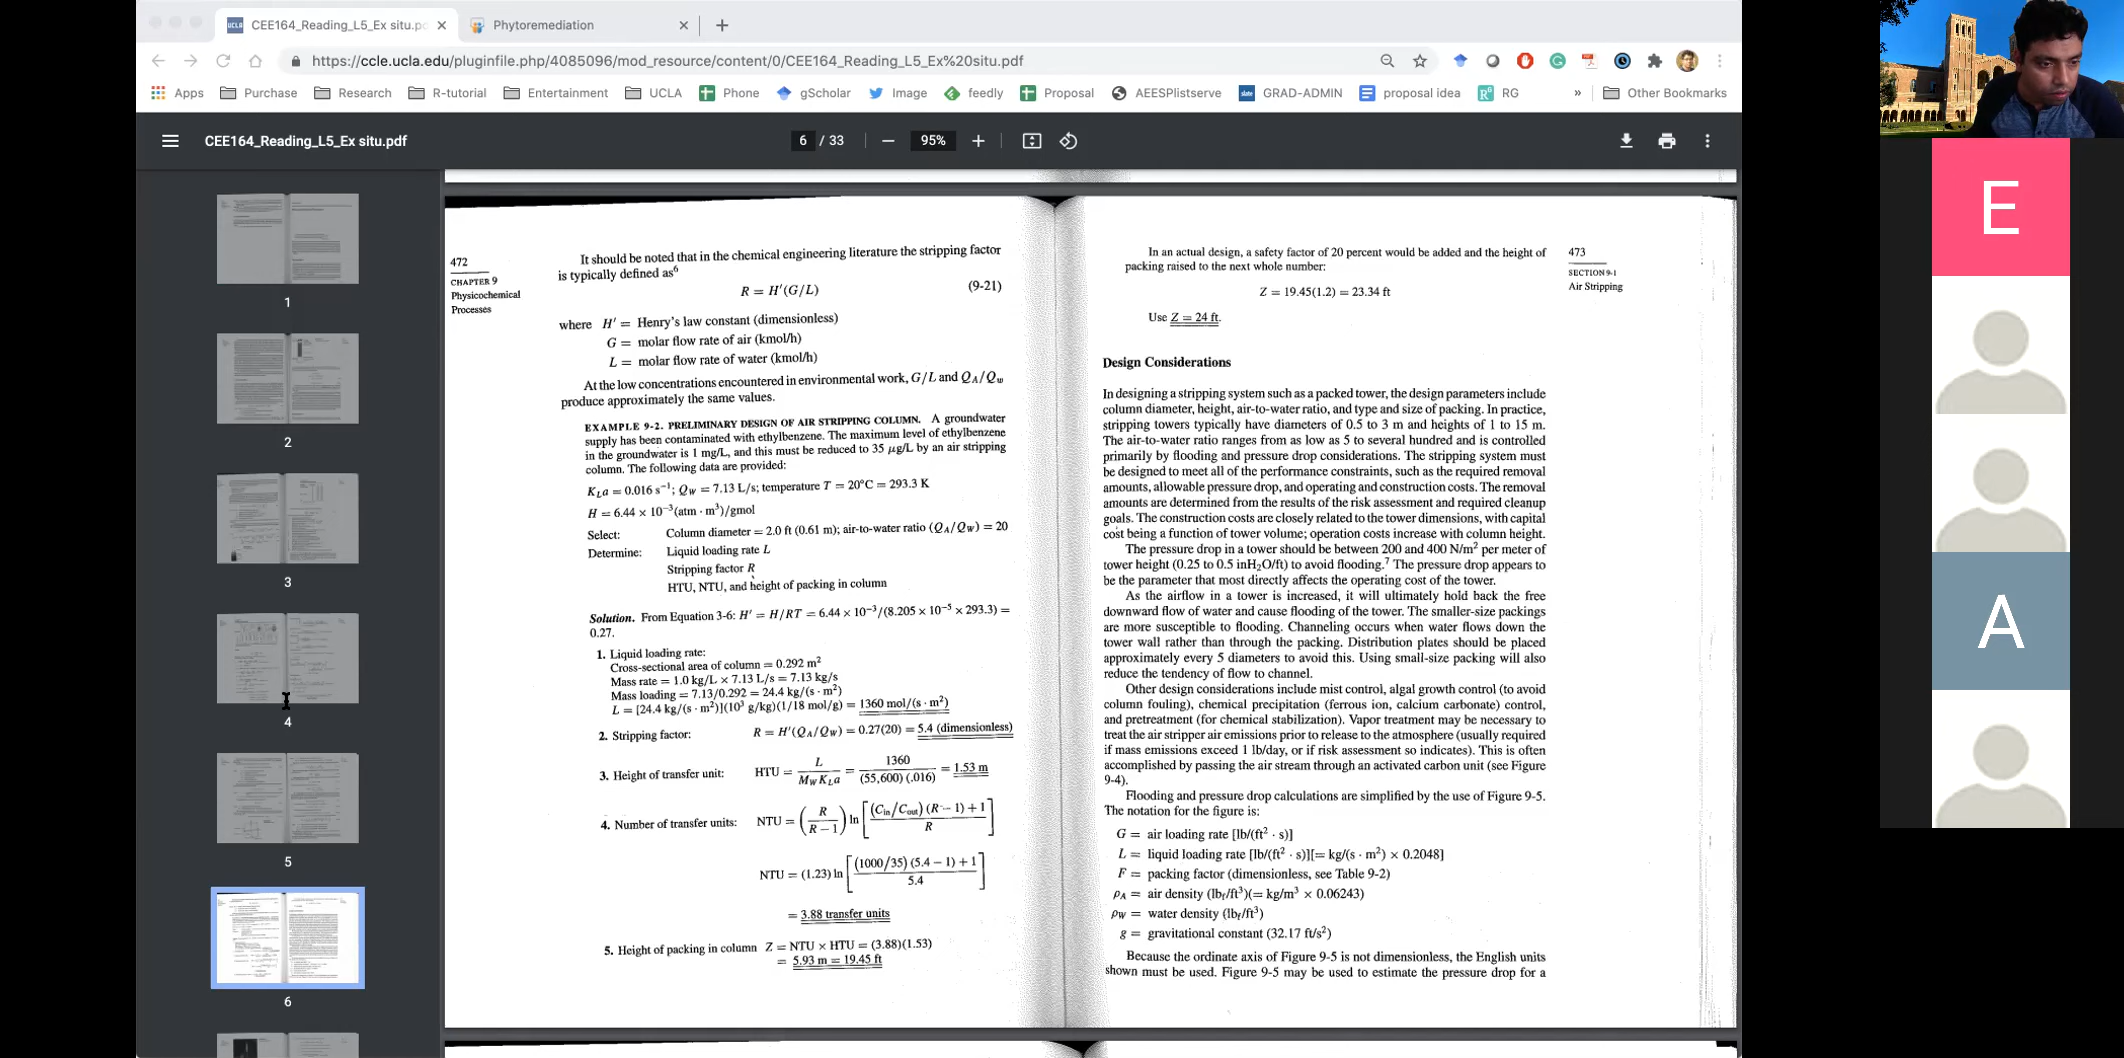 CEE164_Reading_L5_Ex situ.pd
Phytoremediation
https://ccle.ucla.edu/pluginfile.php/4085096/mod_resource/content/0/CEE164_Reading_L5_Ex%20situ.pdf
Apps Purchase Research R-tutorial Entertainment UCLA Phone gScholar Image feedly Proposal AEESPlistserve GRAD-ADMIN proposal idea RG » Other Bookmarks
CEE164_Reading_L5_Ex situ.pdf
6 / 33
95%
1
2
3
4
5
6
472
CHAPTER 9
Physicochemical
Processes
It should be noted that in the chemical engineering literature the stripping factor
is typically defined as6
R = H′(G/L) (9-21)
where H′ = Henry's law constant (dimensionless)
G = molar flow rate of air (kmol/h)
L = molar flow rate of water (kmol/h)
At the low concentrations encountered in environmental work, G/L and QA/Qw
produce approximately the same values.
EXAMPLE 9-2. PRELIMINARY DESIGN OF AIR STRIPPING COLUMN. A groundwater
supply has been contaminated with ethylbenzene. The maximum level of ethylbenzene
in the groundwater is 1 mg/L, and this must be reduced to 35 μg/L by an air stripping
column. The following data are provided:
KLa = 0.016 s−1; QW = 7.13 L/s; temperature T = 20°C = 293.3 K
H = 6.44 × 10−3(atm · m3)/gmol
Select: Column diameter = 2.0 ft (0.61 m); air-to-water ratio (QA/QW) = 20
Determine: Liquid loading rate L
Stripping factor R
HTU, NTU, and height of packing in column
Solution. From Equation 3-6: H′ = H/RT = 6.44 × 10−3/(8.205 × 10−5 × 293.3) =
0.27.
1. Liquid loading rate:
Cross-sectional area of column = 0.292 m2
Mass rate = 1.0 kg/L × 7.13 L/s = 7.13 kg/s
Mass loading = 7.13/0.292 = 24.4 kg/(s · m2)
L = [24.4 kg/(s · m2)](103 g/kg)(1/18 mol/g) = 1360 mol/(s · m2)
2. Stripping factor: R = H′(QA/QW) = 0.27(20) = 5.4 (dimensionless)
3. Height of transfer unit: HTU = L / MW KLa = 1360 / (55,600) (.016) = 1.53 m
4. Number of transfer units: NTU = (R / R − 1) ln [(Cin/Cout) (R − 1) + 1 / R]
NTU = (1.23) ln [(1000/35) (5.4 − 1) + 1 / 5.4]
= 3.88 transfer units
5. Height of packing in column Z = NTU × HTU = (3.88)(1.53)
= 5.93 m = 19.45 ft
In an actual design, a safety factor of 20 percent would be added and the height of
packing raised to the next whole number:
Z = 19.45(1.2) = 23.34 ft
Use Z = 24 ft.
473
SECTION 9-1
Air Stripping
Design Considerations
In designing a stripping system such as a packed tower, the design parameters include
column diameter, height, air-to-water ratio, and type and size of packing. In practice,
stripping towers typically have diameters of 0.5 to 3 m and heights of 1 to 15 m.
The air-to-water ratio ranges from as low as 5 to several hundred and is controlled
primarily by flooding and pressure drop considerations. The stripping system must
be designed to meet all of the performance constraints, such as the required removal
amounts, allowable pressure drop, and operating and construction costs. The removal
amounts are determined from the results of the risk assessment and required cleanup
goals. The construction costs are closely related to the tower dimensions, with capital
cost being a function of tower volume; operation costs increase with column height.
The pressure drop in a tower should be between 200 and 400 N/m2 per meter of
tower height (0.25 to 0.5 inH2O/ft) to avoid flooding.7 The pressure drop appears to
be the parameter that most directly affects the operating cost of the tower.
As the airflow in a tower is increased, it will ultimately hold back the free
downward flow of water and cause flooding of the tower. The smaller-size packings
are more susceptible to flooding. Channeling occurs when water flows down the
tower wall rather than through the packing. Distribution plates should be placed
approximately every 5 diameters to avoid this. Using small-size packing will also
reduce the tendency of flow to channel.
Other design considerations include mist control, algal growth control (to avoid
column fouling), chemical precipitation (ferrous ion, calcium carbonate) control,
and pretreatment (for chemical stabilization). Vapor treatment may be necessary to
treat the air stripper air emissions prior to release to the atmosphere (usually required
if mass emissions exceed 1 lb/day, or if risk assessment so indicates). This is often
accomplished by passing the air stream through an activated carbon unit (see Figure
9-4).
Flooding and pressure drop calculations are simplified by the use of Figure 9-5.
The notation for the figure is:
G = air loading rate [lb/(ft2 · s)]
L = liquid loading rate [lb/(ft2 · s)][= kg/(s · m2) × 0.2048]
F = packing factor (dimensionless, see Table 9-2)
ρA = air density (lbf/ft3)(= kg/m3 × 0.06243)
ρW = water density (lbf/ft3)
g = gravitational constant (32.17 ft/s2)
Because the ordinate axis of Figure 9-5 is not dimensionless, the English units
shown must be used. Figure 9-5 may be used to estimate the pressure drop for a
E
A